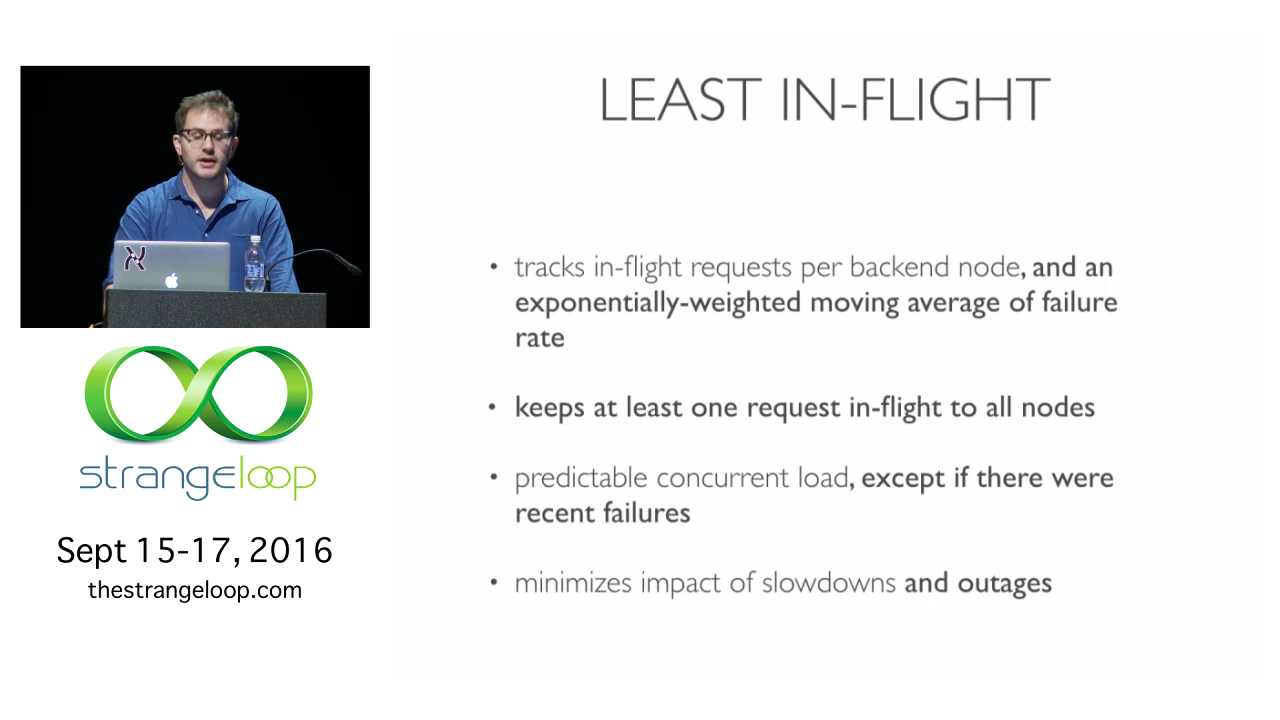 LEAST IN-FLIGHT
• tracks in-flight requests per backend node, and an
exponentially-weighted moving average of failure
rate
• keeps at least one request in-flight to all nodes
• predictable concurrent load, except if there were
recent failures
• minimizes impact of slowdowns and outages
strangeloop
Sept 15-17, 2016
thestrangeloop.com